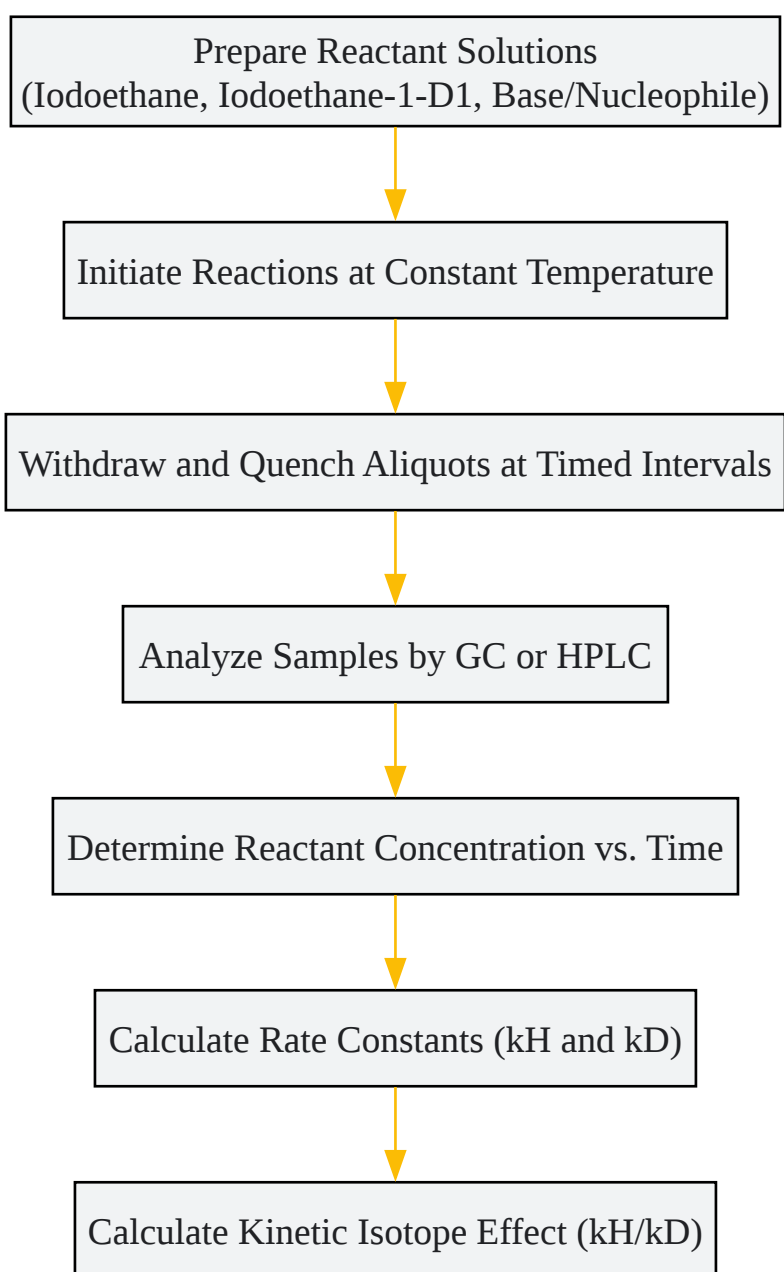 Prepare Reactant Solutions
(Iodoethane, Iodoethane-1-D1, Base/Nucleophile)
Initiate Reactions at Constant Temperature
Withdraw and Quench Aliquots at Timed Intervals
Analyze Samples by GC or HPLC
Determine Reactant Concentration vs. Time
Calculate Rate Constants (kH and kD)
Calculate Kinetic Isotope Effect (kH/kD)